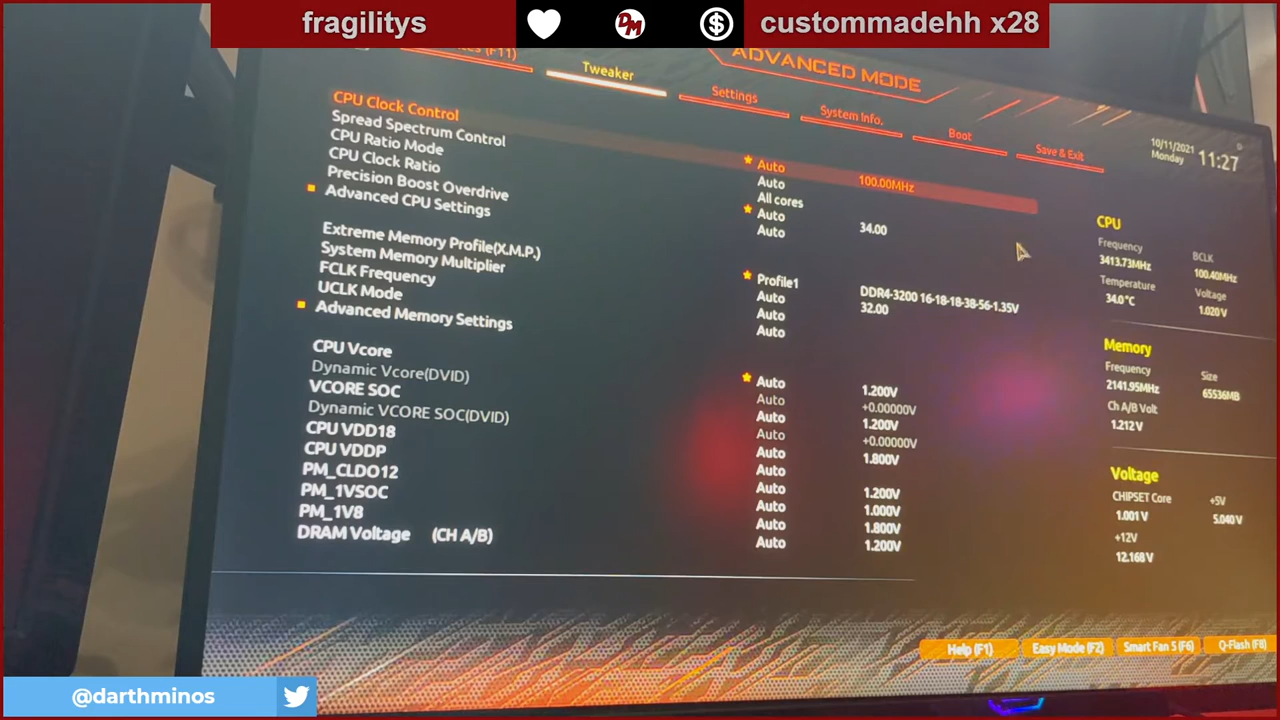 fragilitys
DM
$
custommadehh x28
(F11)
Tweaker
Settings
System Info.
Boot
Save & Exit
ADVANCED MODE
10/11/2021
Monday
11:27
CPU Clock Control
Auto
100.00MHz
Spread Spectrum Control
Auto
CPU Ratio Mode
All cores
CPU Clock Ratio
Auto
34.00
Precision Boost Overdrive
Auto
Advanced CPU Settings
Extreme Memory Profile(X.M.P.)
Profile1
DDR4-3200 16-18-18-38-56-1.35V
System Memory Multiplier
Auto
32.00
FCLK Frequency
Auto
UCLK Mode
Auto
Advanced Memory Settings
CPU Vcore
Auto
1.200V
Dynamic Vcore(DVID)
Auto
+0.00000V
VCORE SOC
Auto
1.200V
Dynamic VCORE SOC(DVID)
Auto
+0.00000V
CPU VDD18
Auto
1.800V
CPU VDDP
Auto
PM_CLDO12
Auto
1.200V
PM_1VSOC
Auto
1.000V
PM_1V8
Auto
1.800V
DRAM Voltage (CH A/B)
Auto
1.200V
CPU
Frequency
BCLK
3413.73MHz
100.40MHz
Temperature
Voltage
34.0°C
1.020 V
Memory
Frequency
Size
2141.95MHz
65536MB
Ch A/B Volt
1.212 V
Voltage
CHIPSET Core
+5V
1.001 V
5.040 V
+12V
12.168 V
Help (F1)
Easy Mode (F2)
Smart Fan 5 (F6)
Q-Flash (F8)
@darthminos